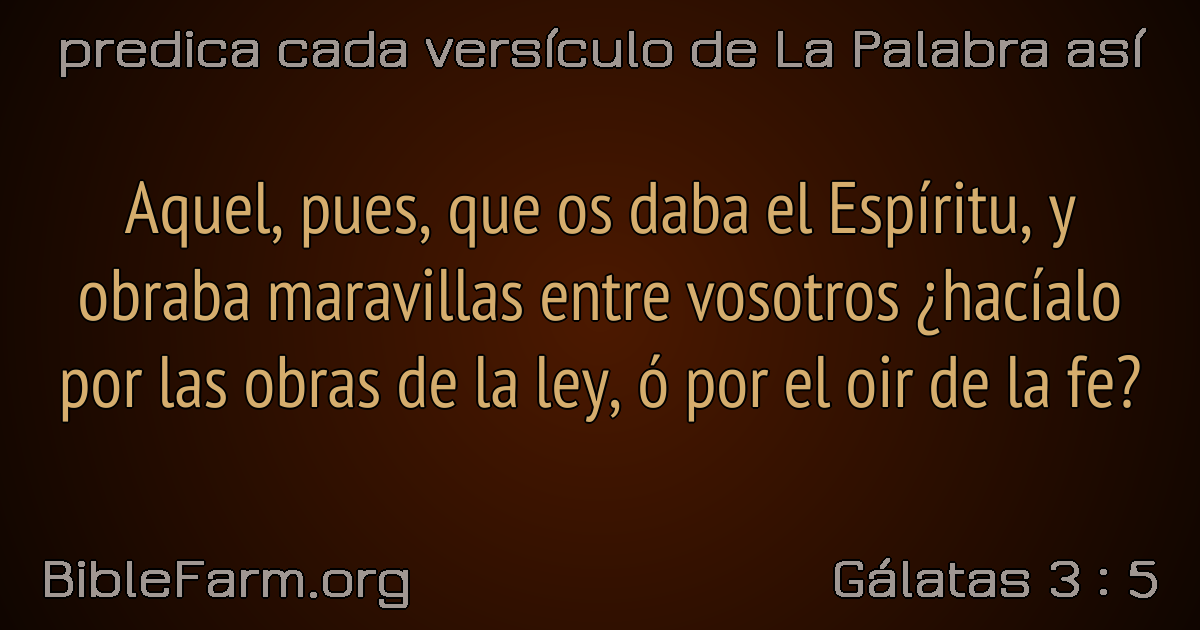 predica cada versículo de La Palabra así
Aquel, pues, que os daba el Espíritu, y
obraba maravillas entre vosotros ¿hacíalo
por las obras de la ley, ó por el oir de la fe?
BibleFarm.org
Gálatas 3 : 5